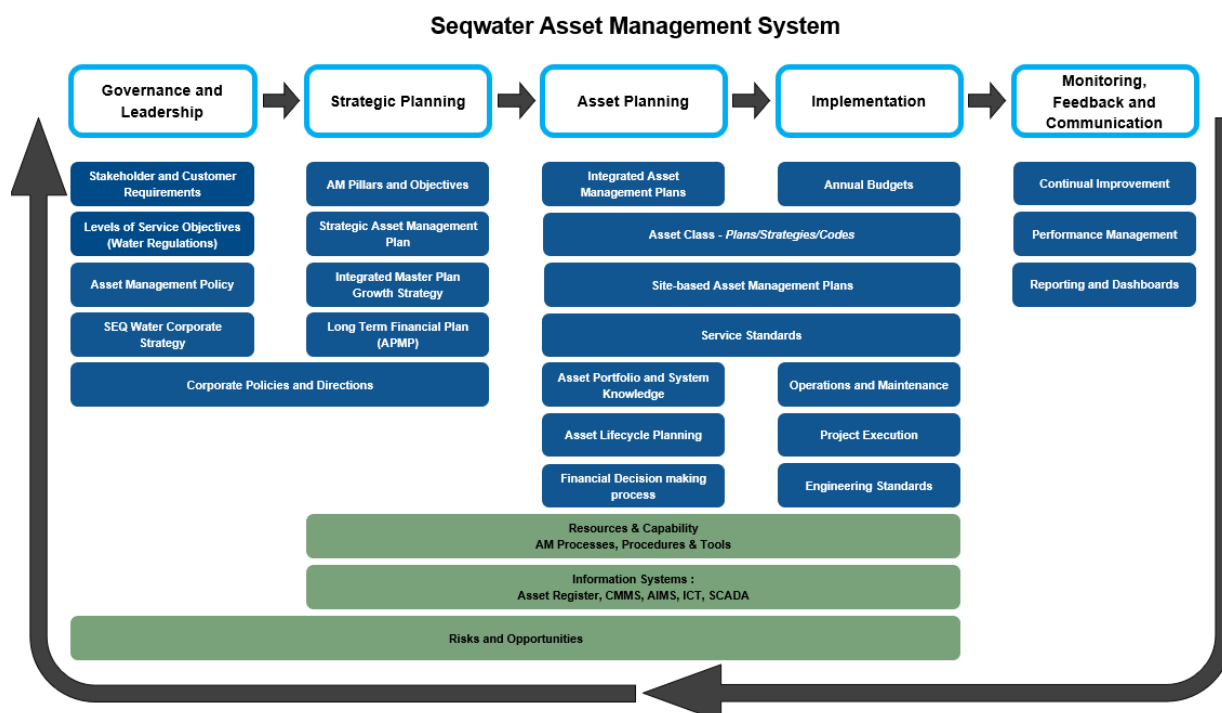 Seqwater Asset Management System
Governance and
Leadership
Strategic Planning
Asset Planning
Implementation
Monitoring,
Feedback and
Communication
Stakeholder and Customer
Requirements
Levels of Service Objectives
(Water Regulations)
Asset Management Policy
SEQ Water Corporate
Strategy
AM Pillars and Objectives
Strategic Asset Management
Plan
Integrated Master Plan
Growth Strategy
Long Term Financial Plan
(APMP)
Corporate Policies and Directions
Integrated Asset
Management Plans
Annual Budgets
Asset Class - Plans/Strategies/Codes
Site-based Asset Management Plans
Service Standards
Asset Portfolio and System
Knowledge
Asset Lifecycle Planning
Financial Decision making
process
Operations and Maintenance
Project Execution
Engineering Standards
Continual Improvement
Performance Management
Reporting and Dashboards
Resources & Capability
AM Processes, Procedures & Tools
Information Systems :
Asset Register, CMMS, AIMS, ICT, SCADA
Risks and Opportunities